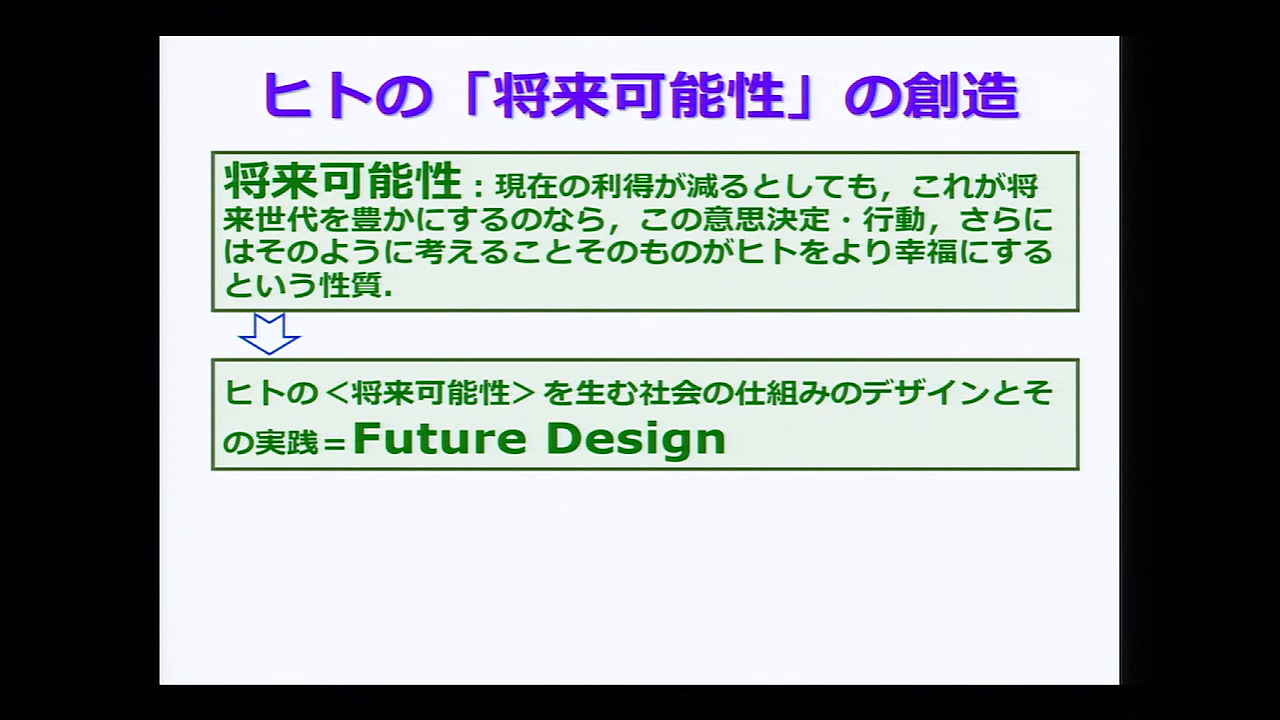 ヒトの「将来可能性」の創造
将来可能性：現在の利得が減るとしても，これが将
来世代を豊かにするのなら，この意思決定・行動，さらに
はそのように考えることそのものがヒトをより幸福にする
という性質．
ヒトの＜将来可能性＞を生む社会の仕組みのデザインとそ
の実践＝Future Design